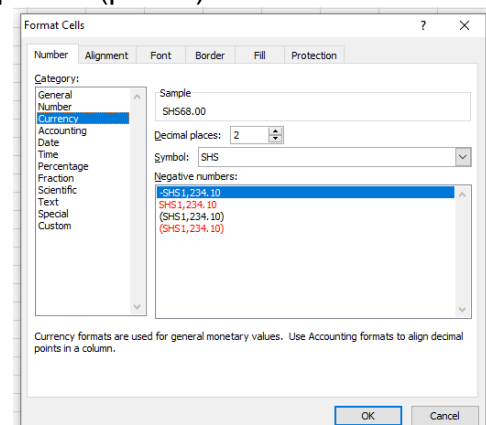 Format Cells ? ×
Number Alignment Font Border Fill Protection
Category:
General
Number
Currency
Accounting
Date
Time
Percentage
Fraction
Scientific
Text
Special
Custom
Sample
SHS68.00
Decimal places: 2
Symbol: SHS
Negative numbers:
-SHS1,234.10
SHS1,234.10
(SHS1,234.10)
(SHS1,234.10)
Currency formats are used for general monetary values. Use Accounting formats to align decimal
points in a column.
OK Cancel